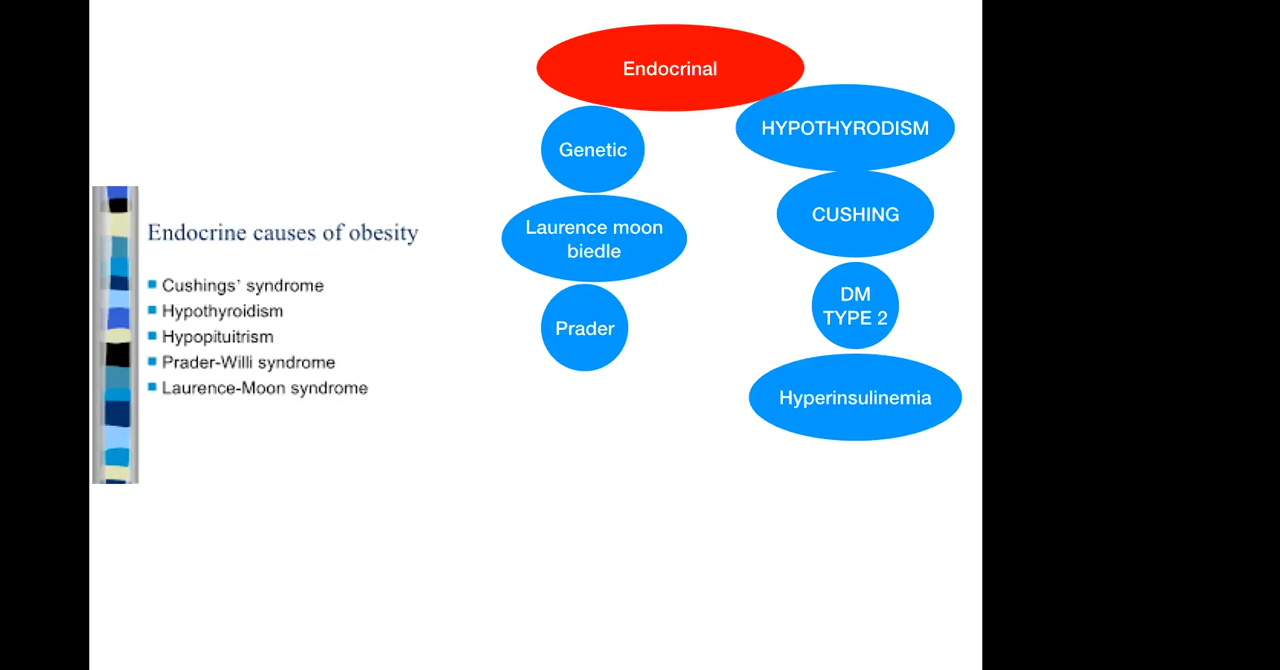 Endocrine causes of obesity
Cushings' syndrome
Hypothyroidism
Hypopituitrism
Prader-Willi syndrome
Laurence-Moon syndrome
Endocrinal
Genetic
Laurence moon
biedle
Prader
HYPOTHYRODISM
CUSHING
DM
TYPE 2
Hyperinsulinemia